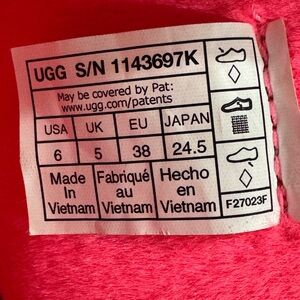 UGG S/N 1143697K
May be covered by Pat:
www.ugg.com/patents
USA UK EU JAPAN
6 5 38 24.5
Made Fabriqué Hecho
In au en
Vietnam Vietnam Vietnam
F27023F